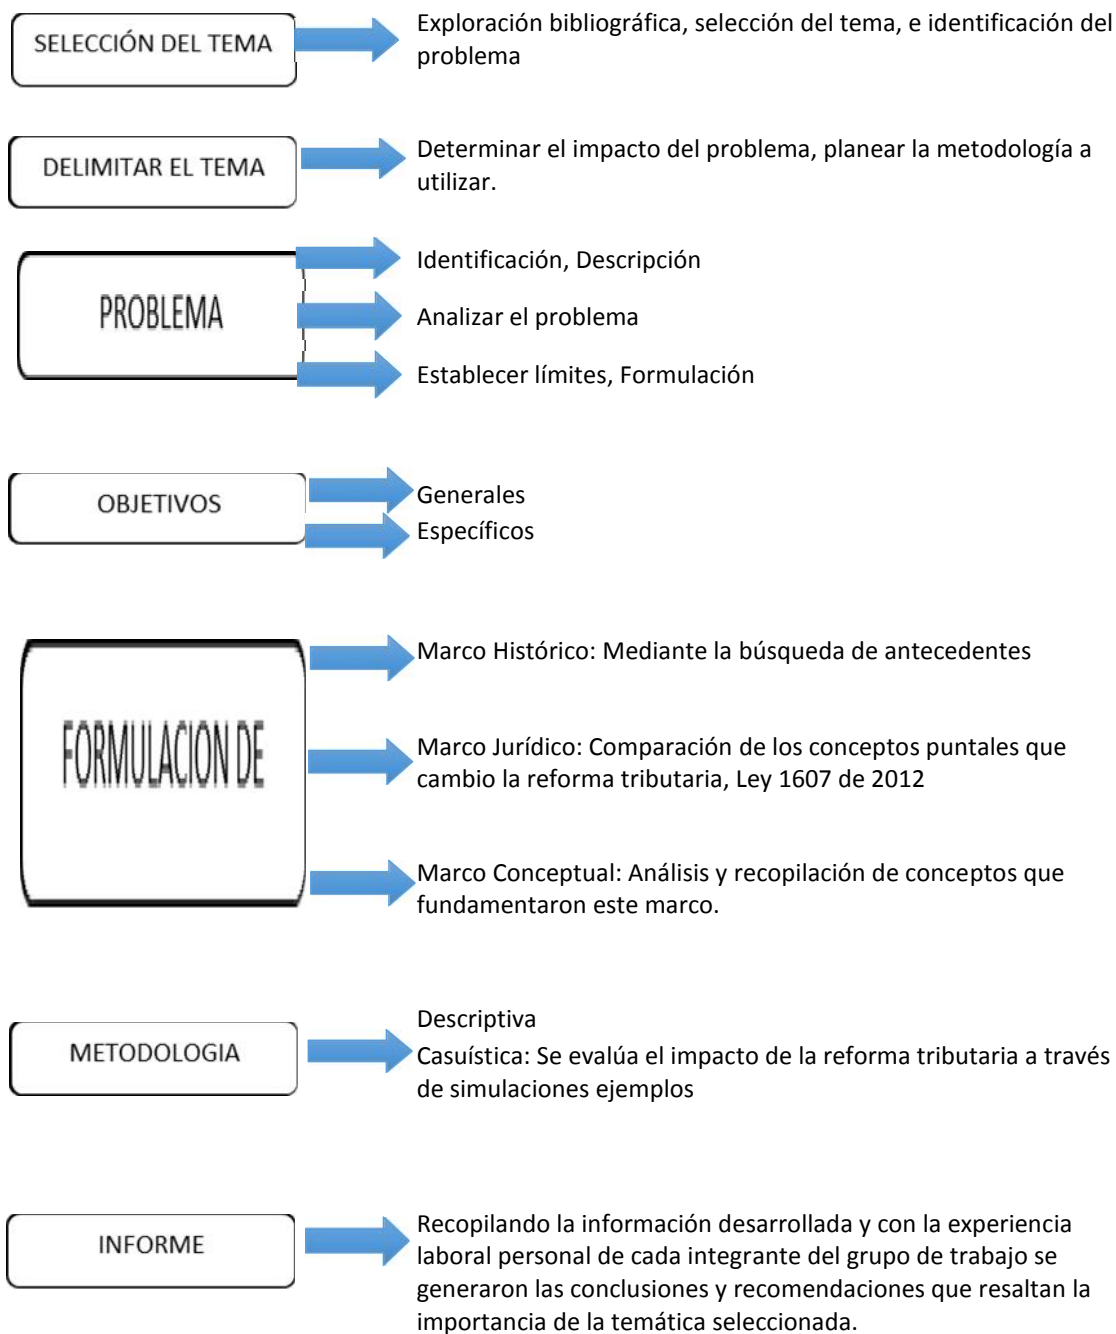 SELECCIÓN DEL TEMA
Exploración bibliográfica, selección del tema, e identificación del
problema
DELIMITAR EL TEMA
Determinar el impacto del problema, planear la metodología a
utilizar.
PROBLEMA
Identificación, Descripción
Analizar el problema
Establecer límites, Formulación
OBJETIVOS
Generales
Específicos
FORMULACION DE
Marco Histórico: Mediante la búsqueda de antecedentes
Marco Jurídico: Comparación de los conceptos puntales que
cambio la reforma tributaria, Ley 1607 de 2012
Marco Conceptual: Análisis y recopilación de conceptos que
fundamentaron este marco.
METODOLOGIA
Descriptiva
Casuística: Se evalúa el impacto de la reforma tributaria a través
de simulaciones ejemplos
INFORME
Recopilando la información desarrollada y con la experiencia
laboral personal de cada integrante del grupo de trabajo se
generaron las conclusiones y recomendaciones que resaltan la
importancia de la temática seleccionada.